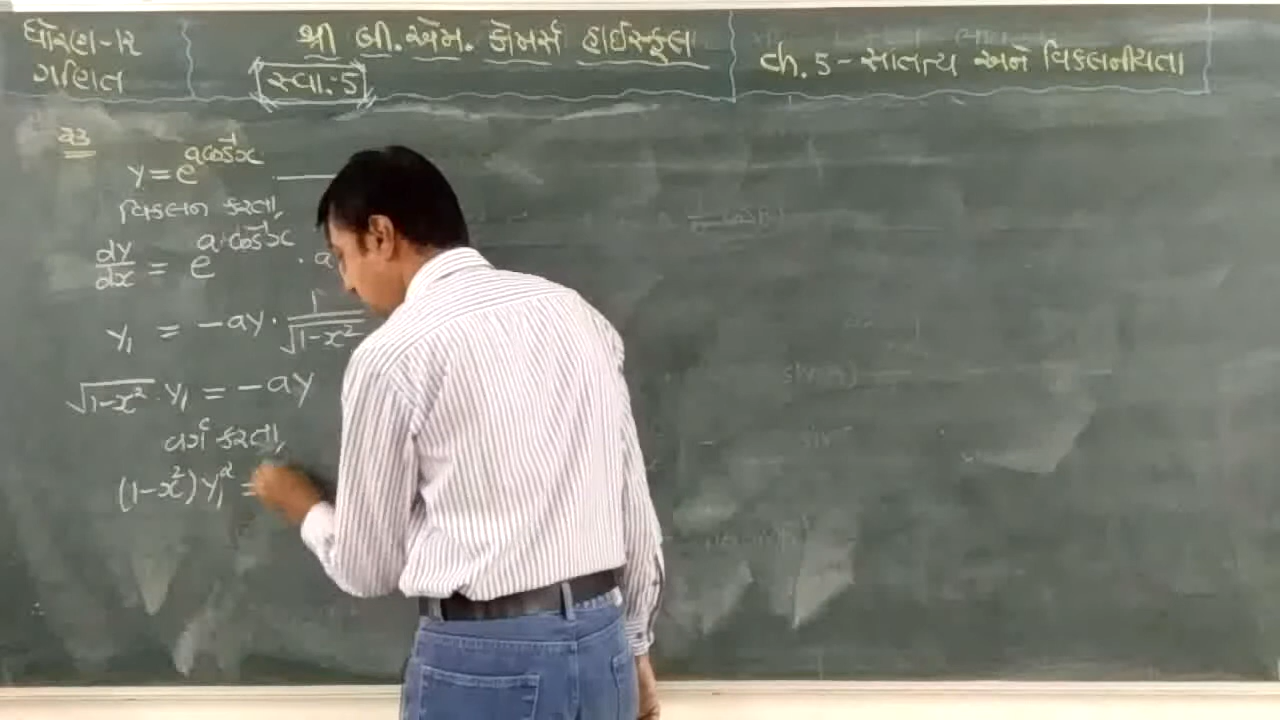 ધોરણ-૧૨
ગણિત
શ્રી બી. એમ. કોમર્સ હાઈસ્કૂલ
સ્વા.-5
ch. 5 - સાતત્ય અને વિકલનીયતા
૨૩
y = e^{a cos⁻¹x}
વિકલન કરતા,
dy/dx = e^{a cos⁻¹x} · a
y₁ = -ay · 1/√(1-x²)
√(1-x²) · y₁ = -ay
વર્ગ કરતા,
(1-x²) y₁² =